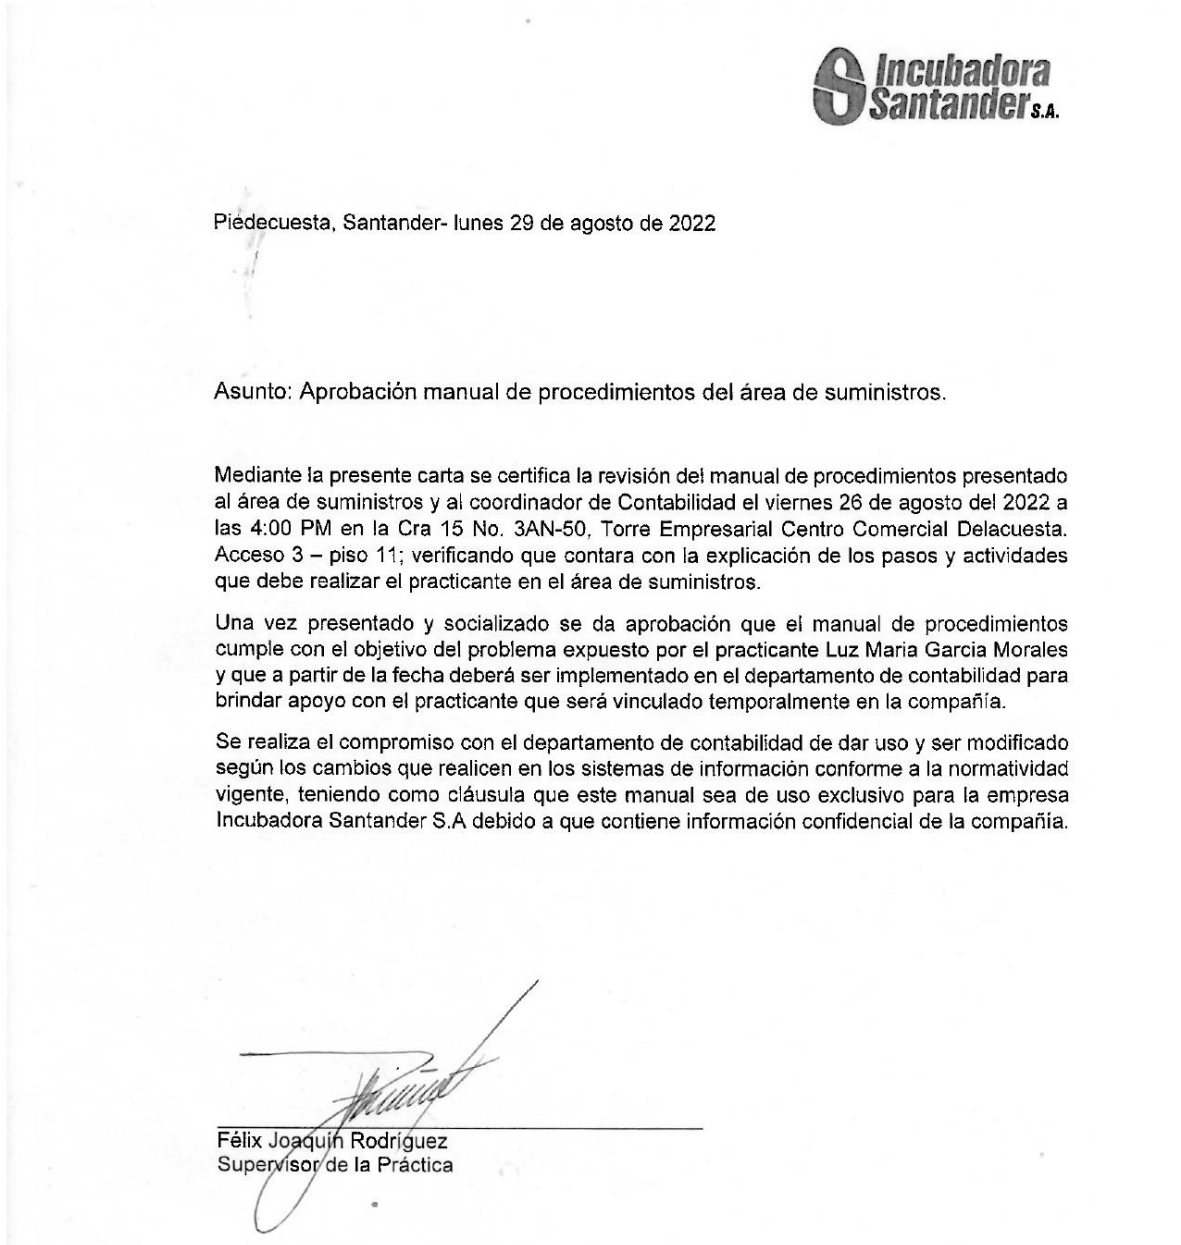 Incubadora
Santander S.A.
Piedecuesta, Santander- lunes 29 de agosto de 2022
Asunto: Aprobación manual de procedimientos del área de suministros.
Mediante la presente carta se certifica la revisión del manual de procedimientos presentado
al área de suministros y al coordinador de Contabilidad el viernes 26 de agosto del 2022 a
las 4:00 PM en la Cra 15 No. 3AN-50, Torre Empresarial Centro Comercial Delacuesta.
Acceso 3 – piso 11; verificando que contara con la explicación de los pasos y actividades
que debe realizar el practicante en el área de suministros.
Una vez presentado y socializado se da aprobación que el manual de procedimientos
cumple con el objetivo del problema expuesto por el practicante Luz Maria Garcia Morales
y que a partir de la fecha deberá ser implementado en el departamento de contabilidad para
brindar apoyo con el practicante que será vinculado temporalmente en la compañía.
Se realiza el compromiso con el departamento de contabilidad de dar uso y ser modificado
según los cambios que realicen en los sistemas de información conforme a la normatividad
vigente, teniendo como cláusula que este manual sea de uso exclusivo para la empresa
Incubadora Santander S.A debido a que contiene información confidencial de la compañía.
Félix Joaquín Rodríguez
Supervisor de la Práctica